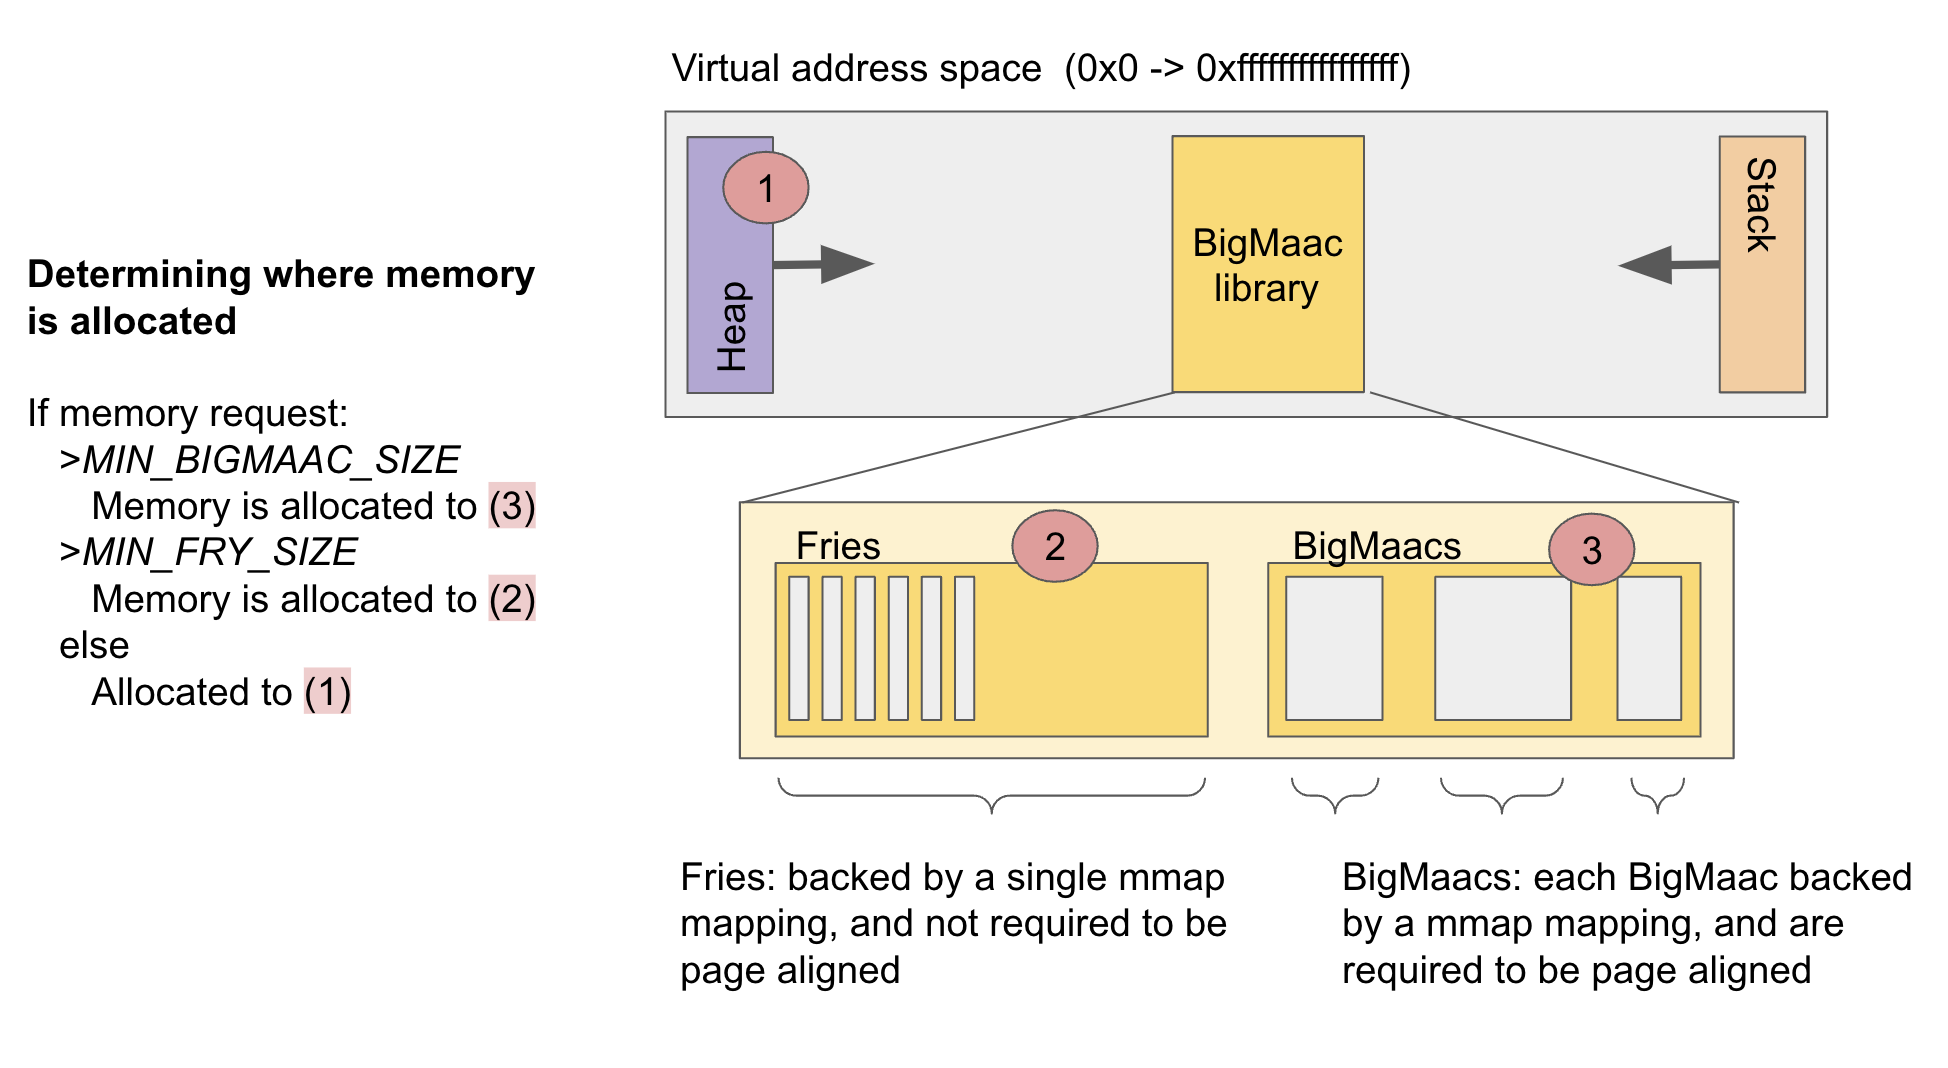 Virtual address space  (0x0 -> 0xffffffffffffffff)
Heap
1
BigMaac
library
Stack
Determining where memory
is allocated
If memory request:
>MIN_BIGMAAC_SIZE
Memory is allocated to (3)
>MIN_FRY_SIZE
Memory is allocated to (2)
else
Allocated to (1)
Fries
2
BigMaacs
3
Fries: backed by a single mmap
mapping, and not required to be
page aligned
BigMaacs: each BigMaac backed
by a mmap mapping, and are
required to be page aligned